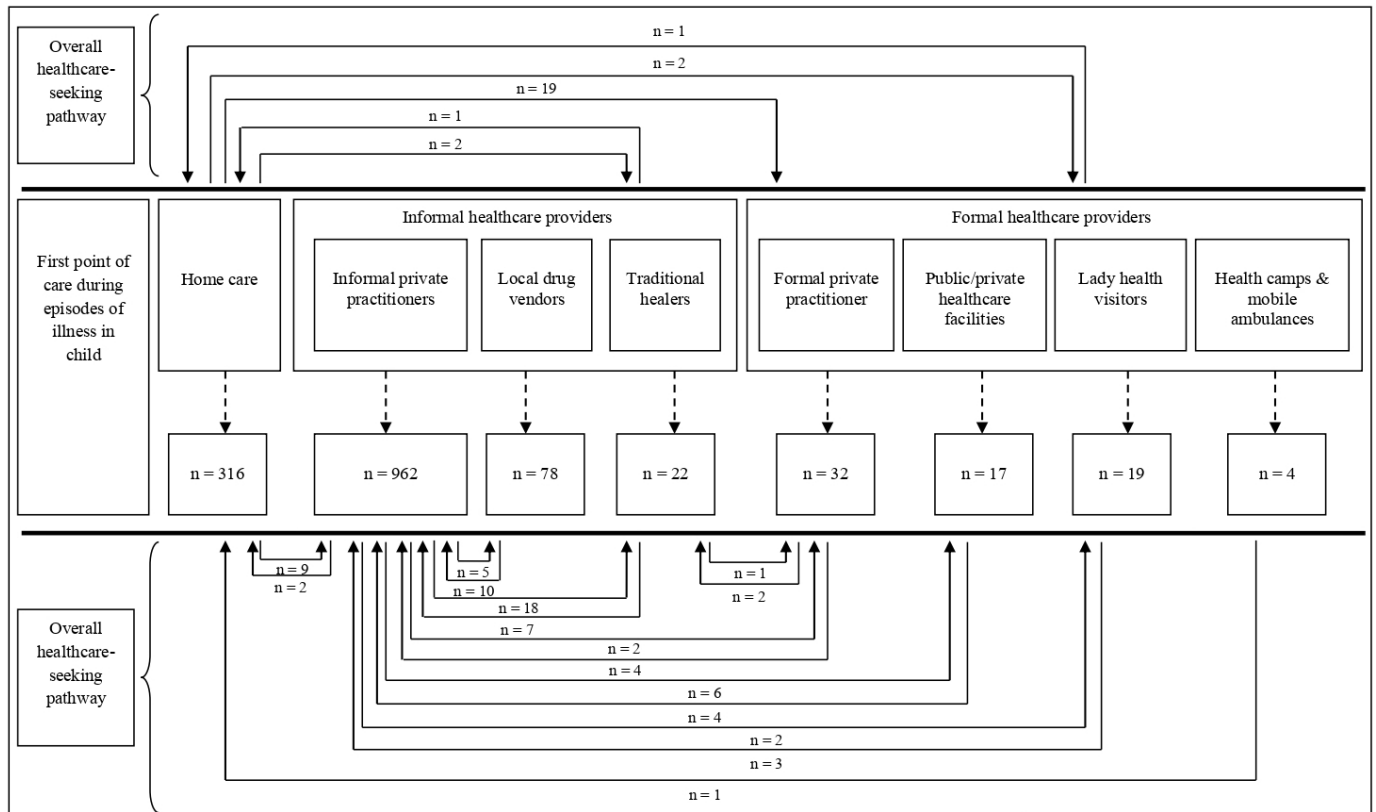 Overall
healthcare-
seeking
pathway
n = 1
n = 2
n = 19
n = 1
n = 2
First point of
care during
episodes of
illness in
child
Home care
Informal healthcare providers
Informal private
practitioners
Local drug
vendors
Traditional
healers
Formal healthcare providers
Formal private
practitioner
Public/private
healthcare
facilities
Lady health
visitors
Health camps &
mobile
ambulances
n = 316
n = 962
n = 78
n = 22
n = 32
n = 17
n = 19
n = 4
Overall
healthcare-
seeking
pathway
n = 9
n = 2
n = 5
n = 10
n = 18
n = 7
n = 1
n = 2
n = 2
n = 4
n = 6
n = 4
n = 2
n = 3
n = 1